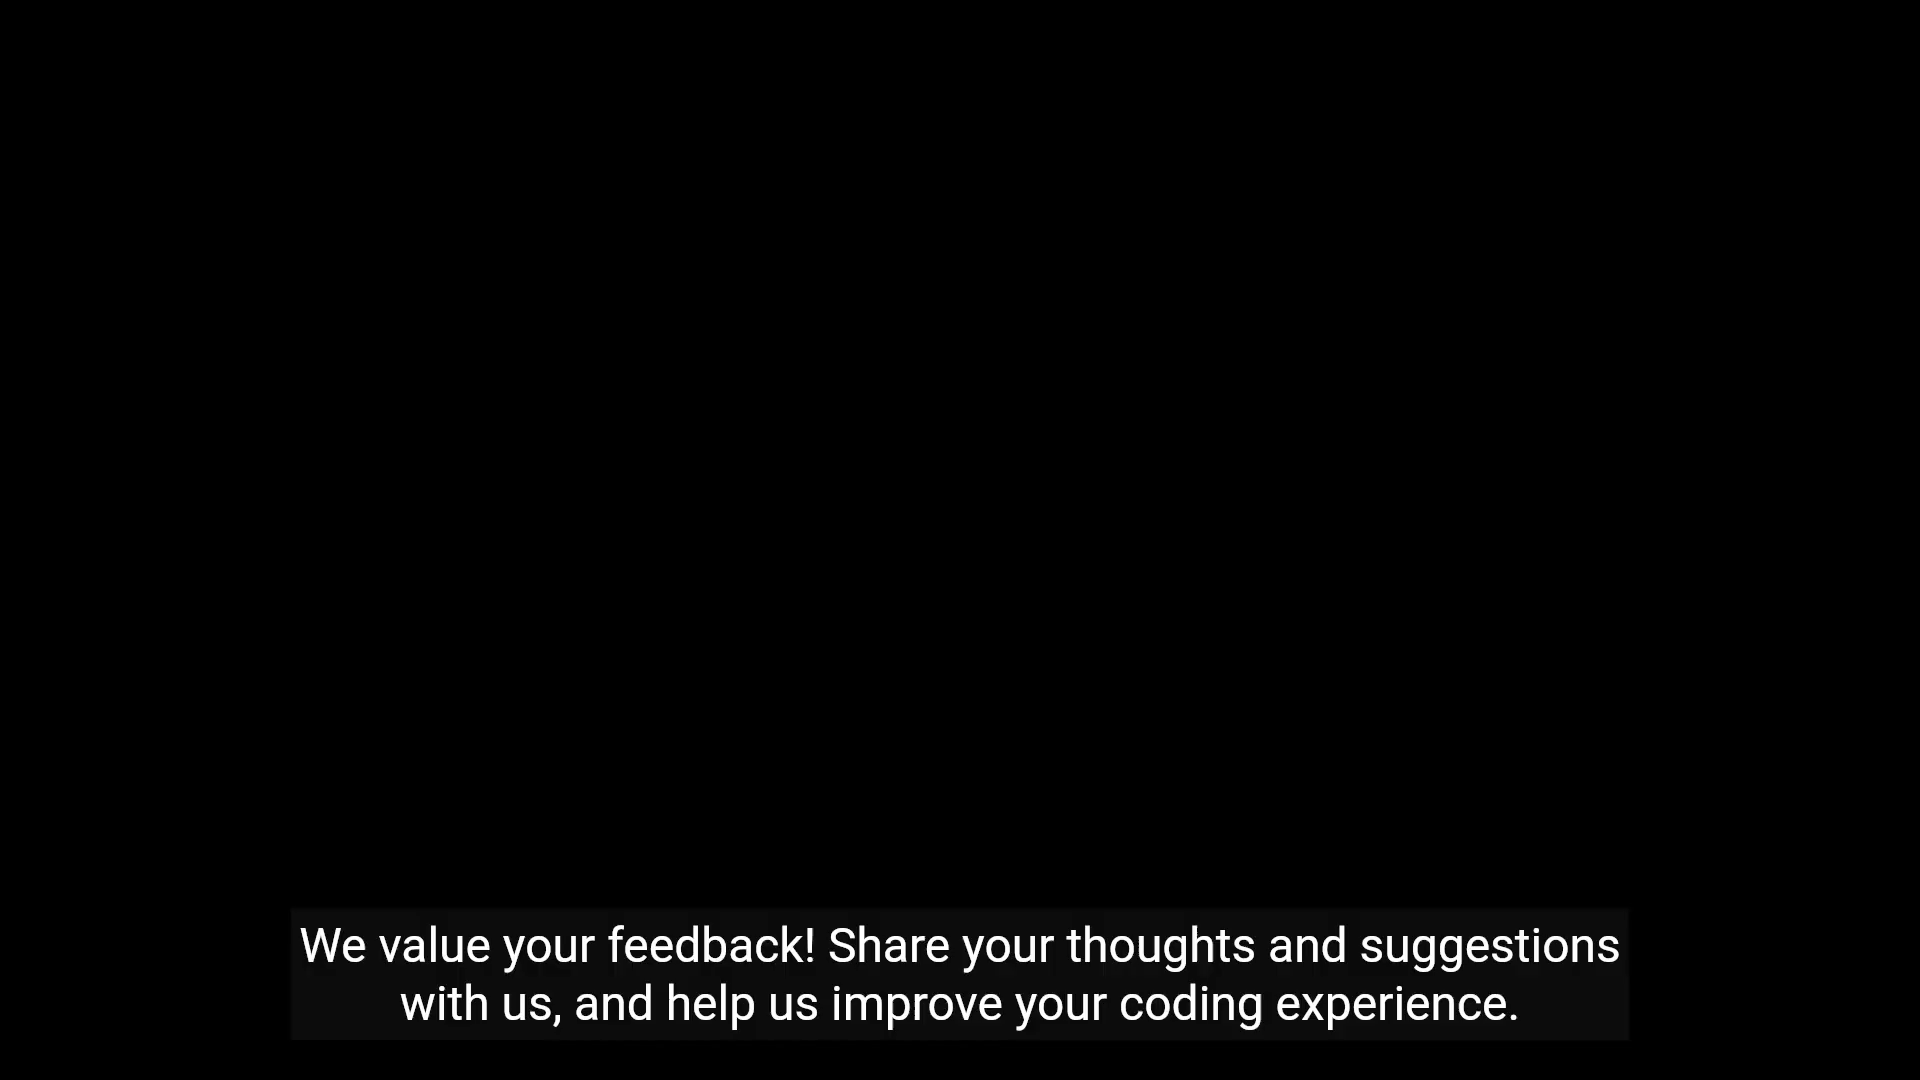 We value your feedback! Share your thoughts and suggestions
with us, and help us improve your coding experience.